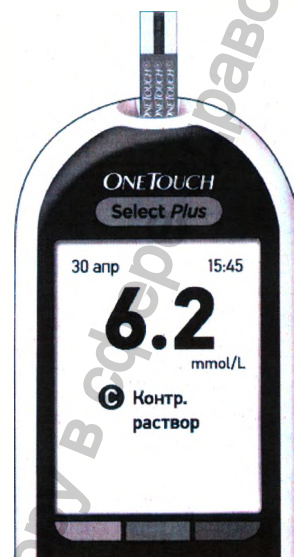 ONETOUCH
Select Plus
30 апр 15:45
6.2
mmol/L
C Контр.
раствор